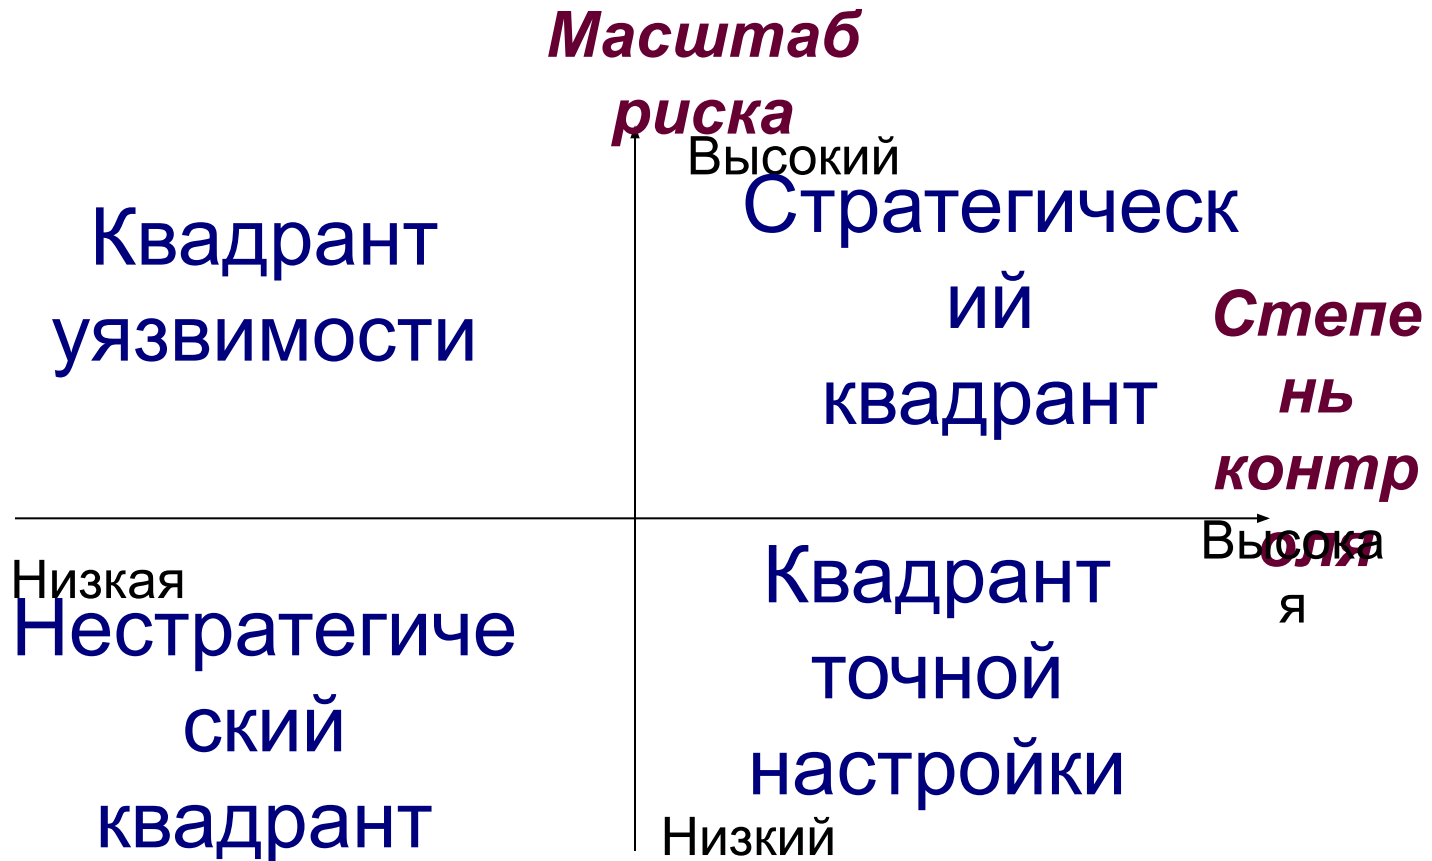 Масштаб
риска
Высокий
Квадрант
уязвимости
Стратегическ
ий
квадрант
Степе
нь
контр
оля
Высока
я
Низкая
Нестратегиче
ский
квадрант
Квадрант
точной
настройки
Низкий